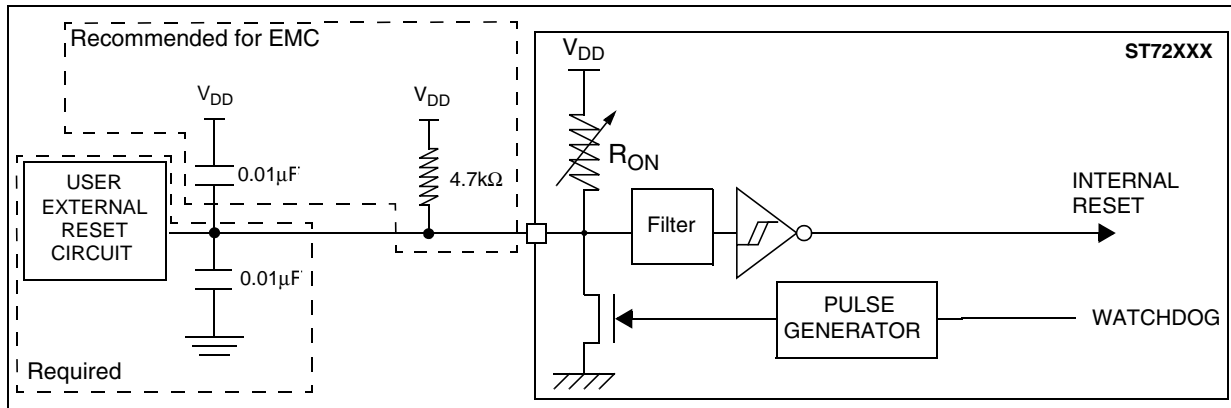 Recommended for EMC
V_DD
ST72XXX
V_DD
V_DD
0.01µF
4.7kΩ
R_ON
USER
EXTERNAL
RESET
CIRCUIT
Filter
INTERNAL
RESET
0.01µF
PULSE
GENERATOR
WATCHDOG
Required